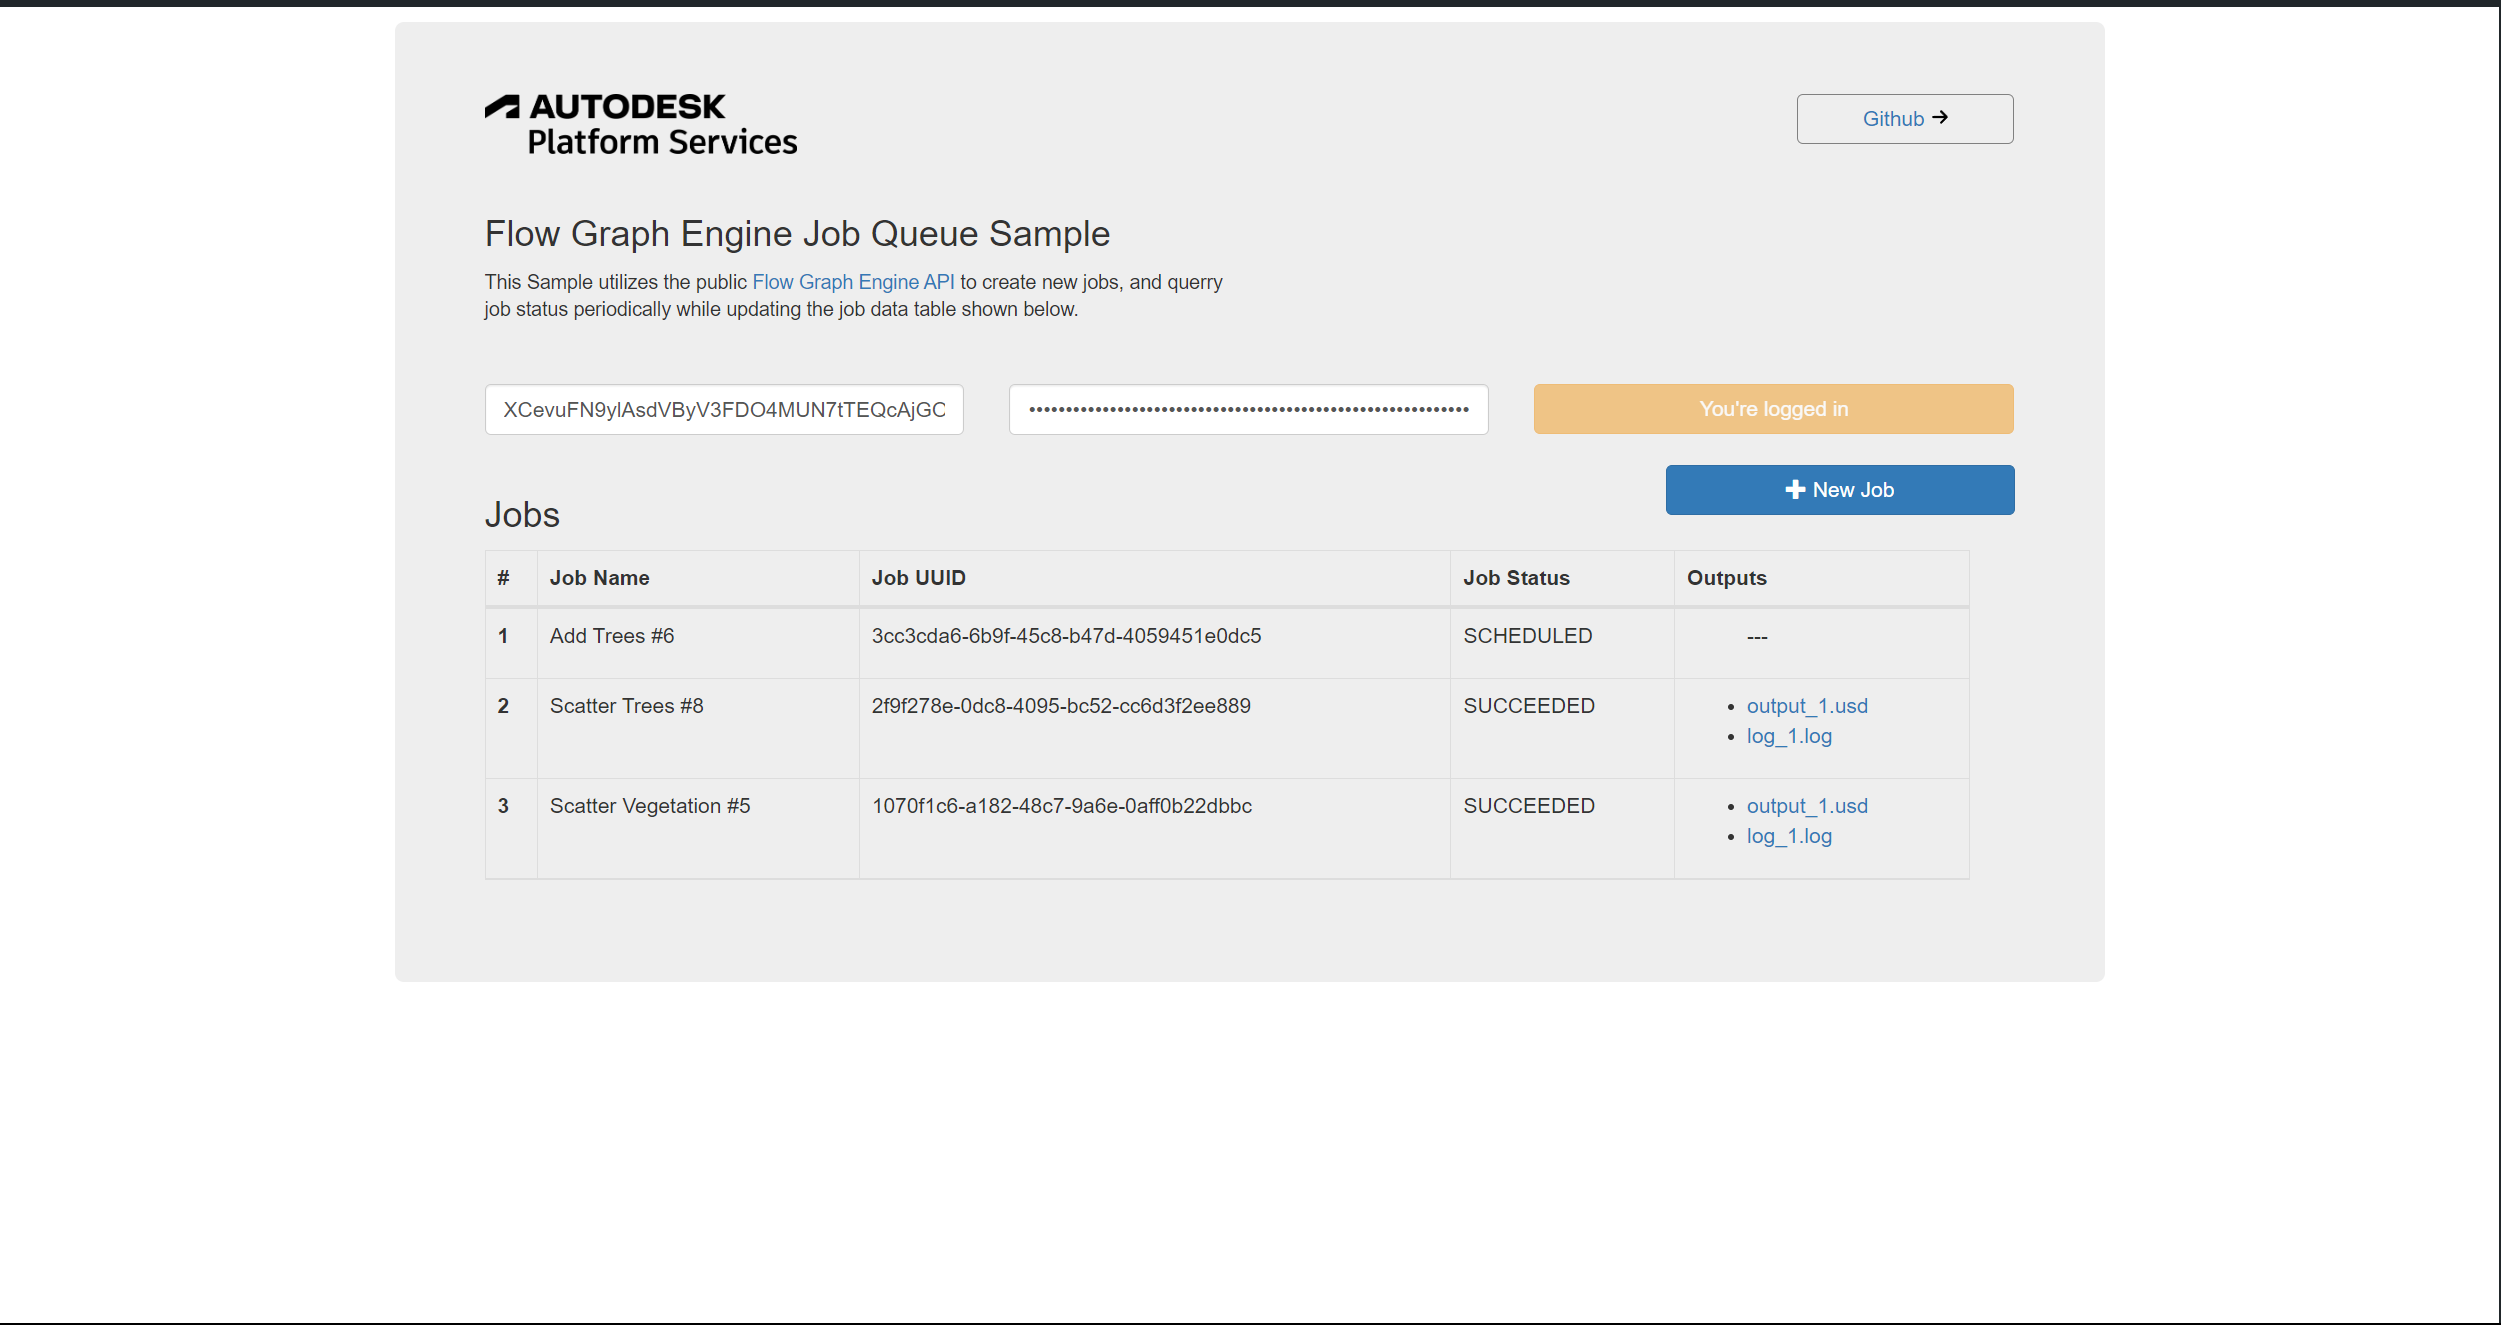 AUTODESK
Platform Services
Github
Flow Graph Engine Job Queue Sample
This Sample utilizes the public Flow Graph Engine API to create new jobs, and querry
job status periodically while updating the job data table shown below.
XCevuFN9ylAsdVByV3FDO4MUN7tTEQcAjGC
You're logged in
New Job
Jobs
# Job Name Job UUID Job Status Outputs
1 Add Trees #6 3cc3cda6-6b9f-45c8-b47d-4059451e0dc5 SCHEDULED ---
2 Scatter Trees #8 2f9f278e-0dc8-4095-bc52-cc6d3f2ee889 SUCCEEDED output_1.usd
log_1.log
3 Scatter Vegetation #5 1070f1c6-a182-48c7-9a6e-0aff0b22dbbc SUCCEEDED output_1.usd
log_1.log